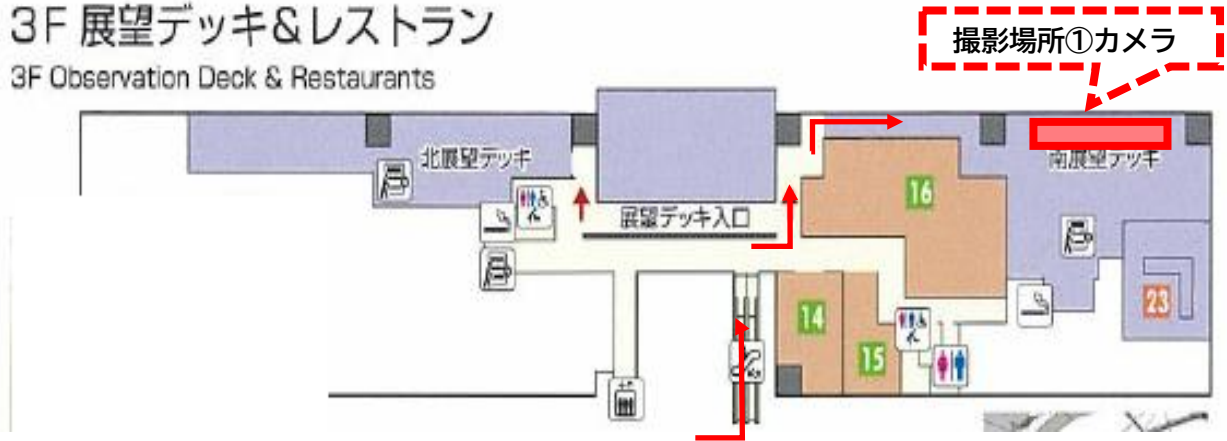 3F 展望デッキ&レストラン
3F Observation Deck & Restaurants
撮影場所①カメラ
北展望デッキ
南展望デッキ
展望デッキ入口
16
14
15
23